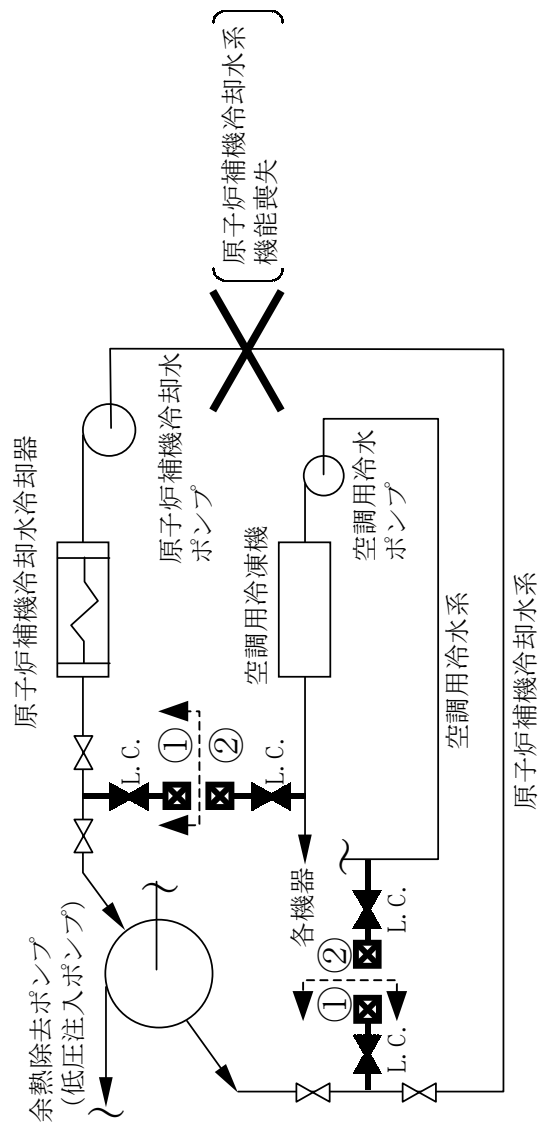 余熱除去ポンプ
(低圧注入ポンプ)
原子炉補機冷却水冷却器
原子炉補機冷却水
ポンプ
原子炉補機冷却水系
機能喪失
L.C.
①
②
L.C.
空調用冷凍機
空調用冷水
ポンプ
各機器
②
①
L.C.
L.C.
空調用冷水系
原子炉補機冷却水系